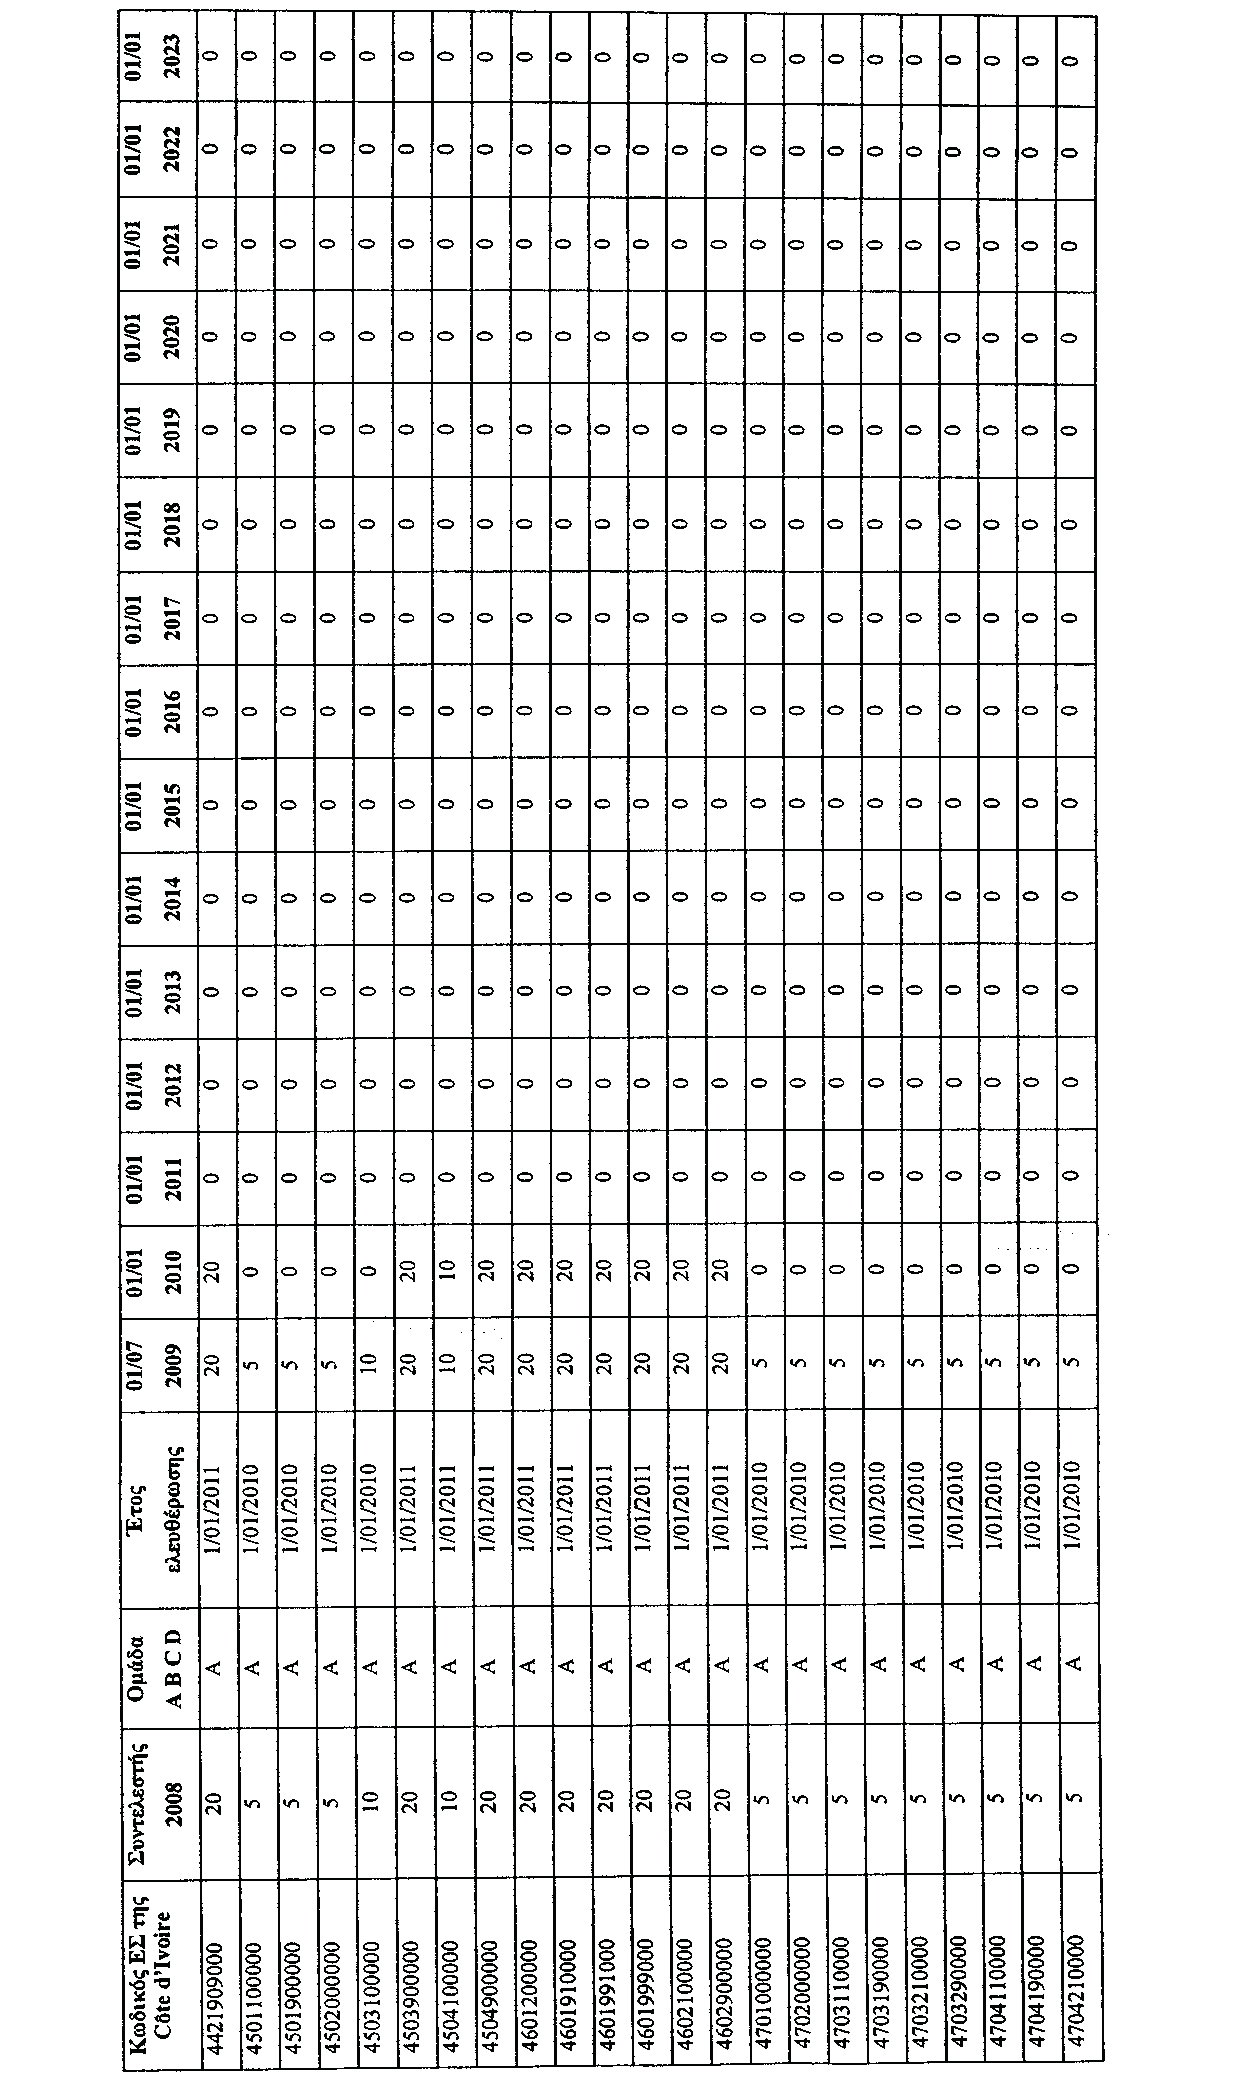 Κωδικός ΕΣ της Côte d'Ivoire Συντελεστής 2008 Ομάδα A B C D Έτος ελευθέρωσης 01/07 2009 01/01 2010 01/01 2011 01/01 2012 01/01 2013 01/01 2014 01/01 2015 01/01 2016 01/01 2017 01/01 2018 01/01 2019 01/01 2020 01/01 2021 01/01 2022 01/01 2023
4421909000 20 A 1/01/2011 20 20 0 0 0 0 0 0 0 0 0 0 0 0 0
4501100000 5 A 1/01/2010 5 0 0 0 0 0 0 0 0 0 0 0 0 0 0
4501900000 5 A 1/01/2010 5 0 0 0 0 0 0 0 0 0 0 0 0 0 0
4502000000 5 A 1/01/2010 5 0 0 0 0 0 0 0 0 0 0 0 0 0 0
4503100000 10 A 1/01/2010 10 0 0 0 0 0 0 0 0 0 0 0 0 0 0
4503900000 20 A 1/01/2011 20 20 0 0 0 0 0 0 0 0 0 0 0 0 0
4504100000 10 A 1/01/2011 10 10 0 0 0 0 0 0 0 0 0 0 0 0 0
4504900000 20 A 1/01/2011 20 20 0 0 0 0 0 0 0 0 0 0 0 0 0
4601200000 20 A 1/01/2011 20 20 0 0 0 0 0 0 0 0 0 0 0 0 0
4601910000 20 A 1/01/2011 20 20 0 0 0 0 0 0 0 0 0 0 0 0 0
4601991000 20 A 1/01/2011 20 20 0 0 0 0 0 0 0 0 0 0 0 0 0
4601999000 20 A 1/01/2011 20 20 0 0 0 0 0 0 0 0 0 0 0 0 0
4602100000 20 A 1/01/2011 20 20 0 0 0 0 0 0 0 0 0 0 0 0 0
4602900000 20 A 1/01/2011 20 20 0 0 0 0 0 0 0 0 0 0 0 0 0
4701000000 5 A 1/01/2010 5 0 0 0 0 0 0 0 0 0 0 0 0 0 0
4702000000 5 A 1/01/2010 5 0 0 0 0 0 0 0 0 0 0 0 0 0 0
4703110000 5 A 1/01/2010 5 0 0 0 0 0 0 0 0 0 0 0 0 0 0
4703190000 5 A 1/01/2010 5 0 0 0 0 0 0 0 0 0 0 0 0 0 0
4703210000 5 A 1/01/2010 5 0 0 0 0 0 0 0 0 0 0 0 0 0 0
4703290000 5 A 1/01/2010 5 0 0 0 0 0 0 0 0 0 0 0 0 0 0
4704110000 5 A 1/01/2010 5 0 0 0 0 0 0 0 0 0 0 0 0 0 0
4704190000 5 A 1/01/2010 5 0 0 0 0 0 0 0 0 0 0 0 0 0 0
4704210000 5 A 1/01/2010 5 0 0 0 0 0 0 0 0 0 0 0 0 0 0